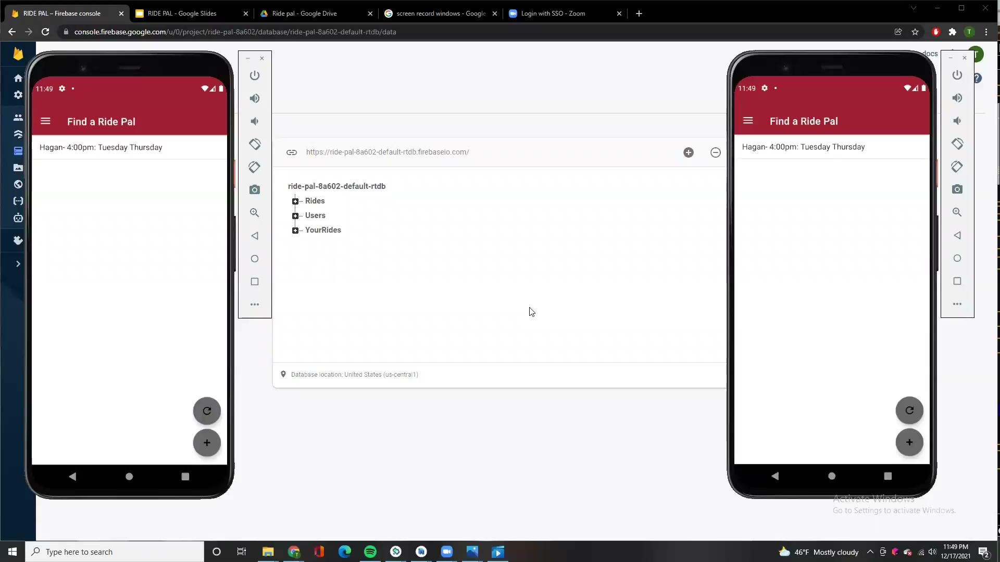 RIDE PAL – Firebase console
RIDE PAL - Google Slides
Ride pal - Google Drive
screen record windows - Google
Login with SSO - Zoom
console.firebase.google.com/u/0/project/ride-pal-8a602/database/ride-pal-8a602-default-rtdb/data
T
docs
T
11:49
Find a Ride Pal
Hagan- 4:00pm: Tuesday Thursday
https://ride-pal-8a602-default-rtdb.firebaseio.com/
ride-pal-8a602-default-rtdb
Rides
Users
YourRides
Database location: United States (us-central1)
11:49
Find a Ride Pal
Hagan- 4:00pm: Tuesday Thursday
Activate Windows
Go to Settings to activate Windows.
Type here to search
46°F Mostly cloudy
11:49 PM
12/17/2021
2